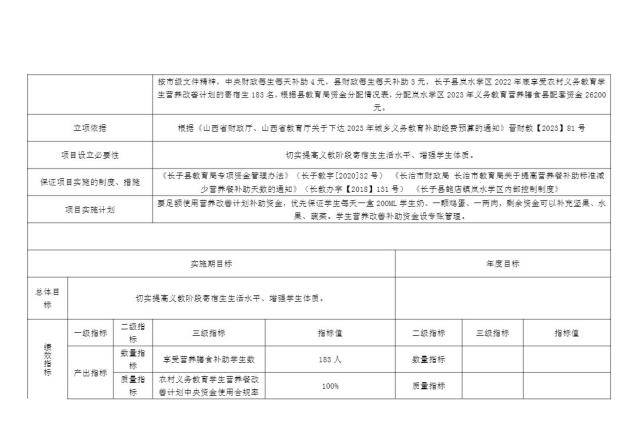 按市级文件精神，中央财政每生每天补助4元，县财政每生每天补助3元，长子县岚水学区2022年底享受农村义务教育学
生营养改善计划的寄宿生183名，根据县教育局资金分配情况表，分配岚水学区2023年义务教育营养膳食县配套资金26200
元。
立项依据
根据《山西省财政厅、山西省教育厅关于下达2023年城乡义务教育补助经费预算的通知》晋财教【2023】81号
项目设立必要性
切实提高义教阶段寄宿生生活水平、增强学生体质。
保证项目实施的制度、措施
《长子县教育局专项资金管理办法》（长子教字[2020]32号）《长治市财政局 长治市教育局关于提高营养餐补助标准减
少营养餐补助天数的通知》（长教办字【2018】131号）《长子县鲍店镇岚水学区内部控制制度》
项目实施计划
要足额使用营养改善计划补助资金，优先保证学生每天一盒200ML学生奶、一颗鸡蛋、一两肉，剩余资金可以补充坚果、水
果、蔬菜。学生营养改善补助资金设专账管理。
实施期目标
年度目标
总体目
标
切实提高义教阶段寄宿生生活水平、增强学生体质。
绩
效
指
标
一级指标
二级指
标
三级指标
指标值
二级指标
三级指标
指标值
产出指标
数量指
标
享受营养膳食补助学生数
183人
数量指标
质量指
标
农村义务教育学生营养餐改
善计划中央资金使用合规率
100%
质量指标